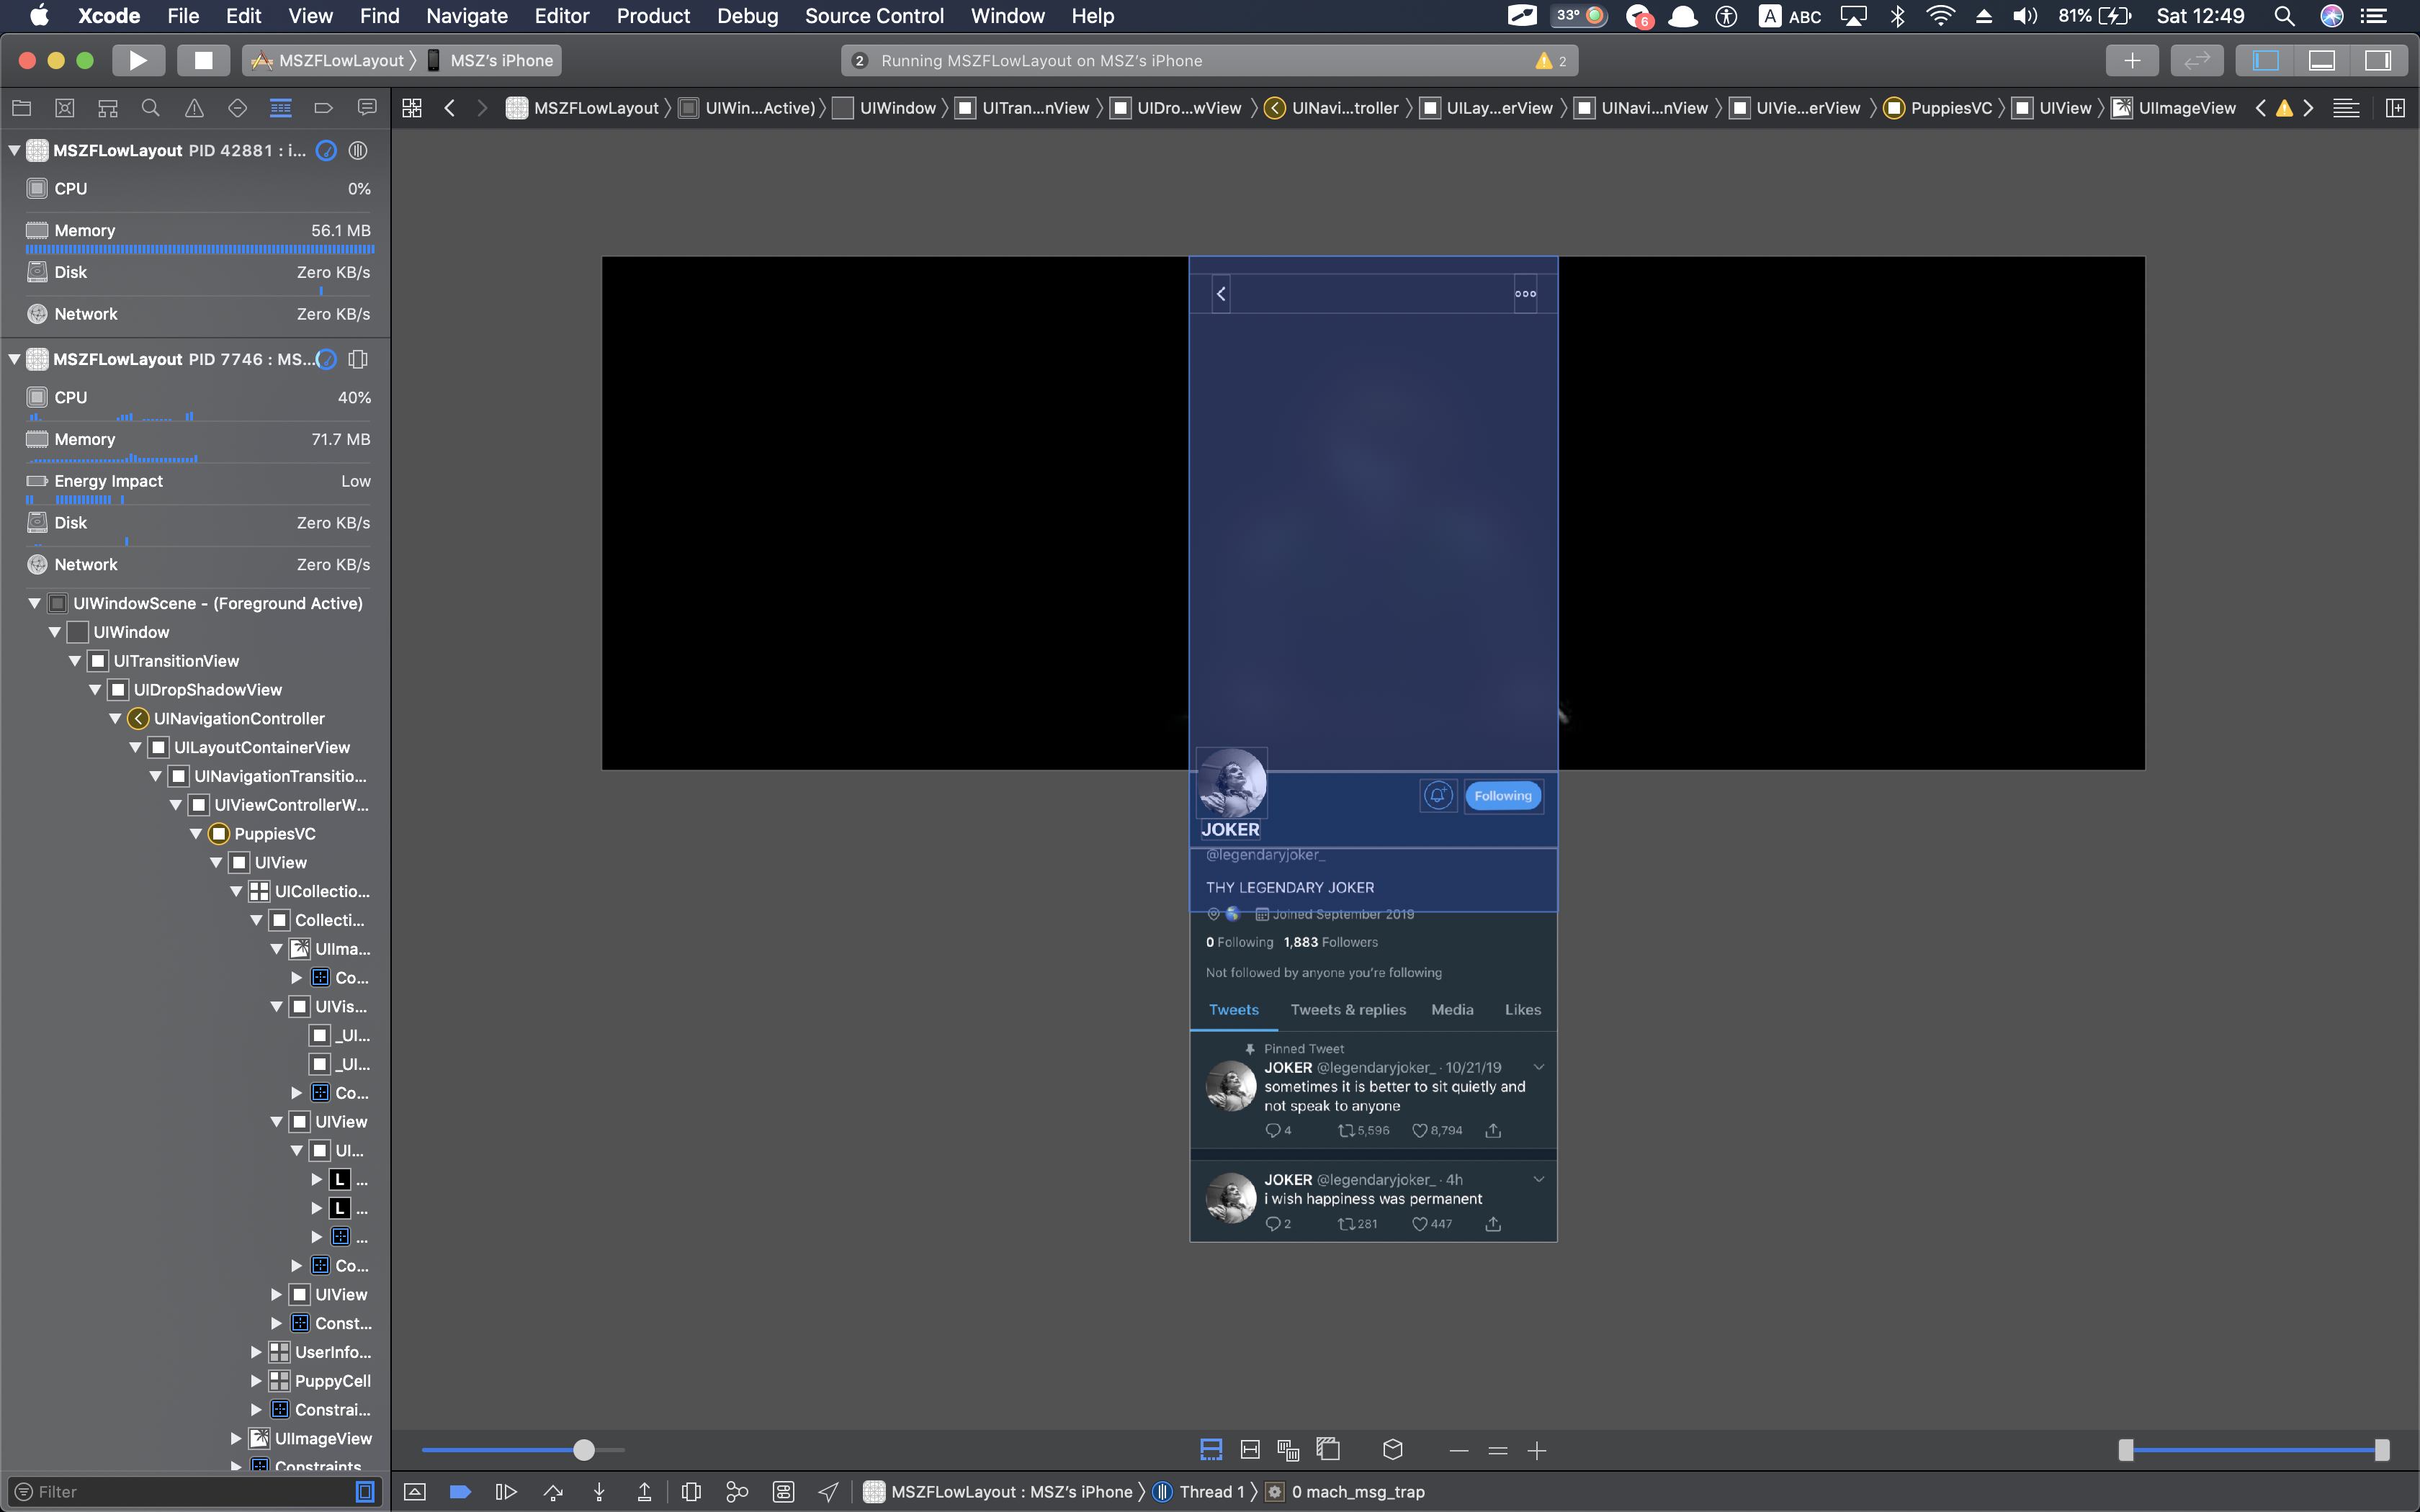 Xcode File Edit View Find Navigate Editor Product Debug Source Control Window Help 33° 6 A ABC 81% Sat 12:49
MSZFLowLayout MSZ's iPhone 2 Running MSZFLowLayout on MSZ's iPhone 2
MSZFLowLayout UIWin...Active) UIWindow UITran...nView UIDro...wView UINavi...troller UILay...erView UINavi...nView UIVie...erView PuppiesVC UIView UIImageView
MSZFLowLayout PID 42881 : i...
CPU 0%
Memory 56.1 MB
Disk Zero KB/s
Network Zero KB/s
MSZFLowLayout PID 7746 : MS...
CPU 40%
Memory 71.7 MB
Energy Impact Low
Disk Zero KB/s
Network Zero KB/s
UIWindowScene - (Foreground Active)
UIWindow
UITransitionView
UIDropShadowView
UINavigationController
UILayoutContainerView
UINavigationTransitio...
UIViewControllerW...
PuppiesVC
UIView
UICollectio...
Collecti...
UIIma...
Co...
UIVis...
_UI...
_UI...
Co...
UIView
UI...
L ...
L ...
...
Co...
UIView
Const...
UserInfo...
PuppyCell
Constrai...
UIImageView
Constraints
Filter
Following
JOKER
@legendaryjoker_
THY LEGENDARY JOKER
Joined September 2019
0 Following 1,883 Followers
Not followed by anyone you're following
Tweets Tweets & replies Media Likes
Pinned Tweet
JOKER @legendaryjoker_ · 10/21/19
sometimes it is better to sit quietly and
not speak to anyone
4 5,596 8,794
JOKER @legendaryjoker_ · 4h
i wish happiness was permanent
2 281 447
MSZFLowLayout : MSZ's iPhone Thread 1 0 mach_msg_trap